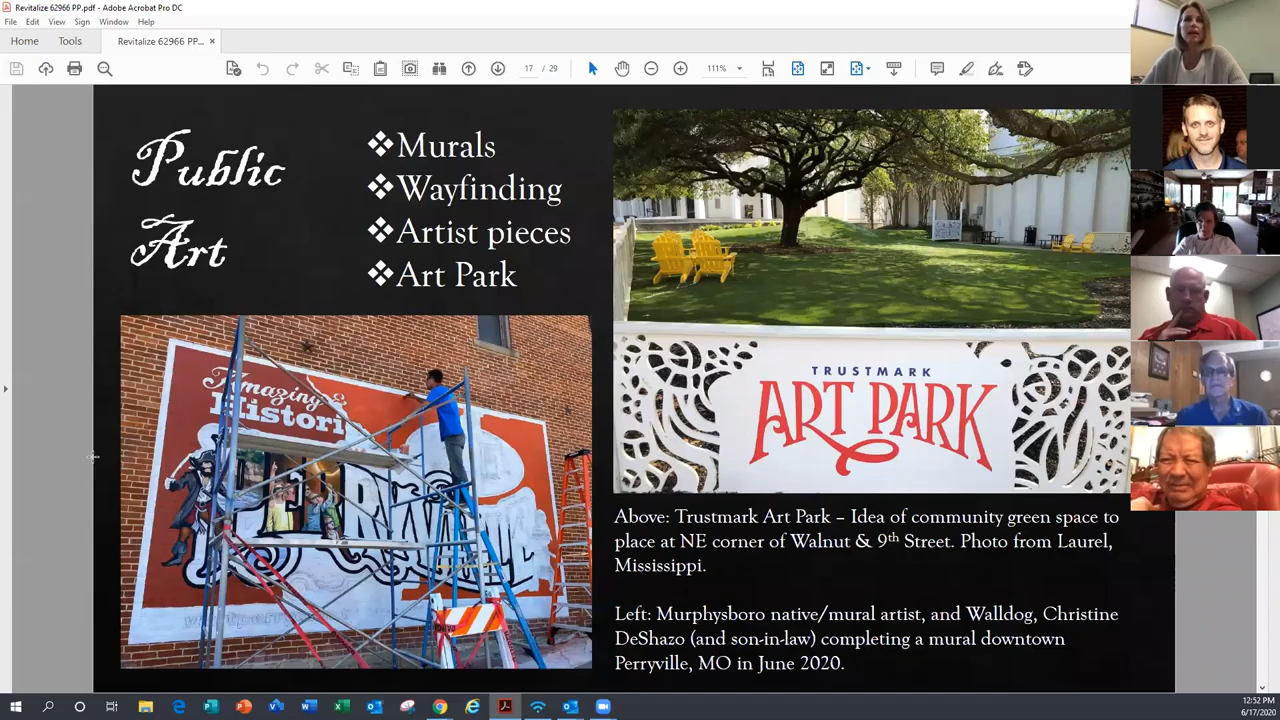 Revitalize 62966 PP.pdf - Adobe Acrobat Pro DC
File Edit View Sign Window Help
Home Tools Revitalize 62966 PP... ×
17 / 29 111%
Public
Art
❖Murals
❖Wayfinding
❖Artist pieces
❖Art Park
Amazing &
Histori
TRUSTMARK
ART PARK
Above: Trustmark Art Park – Idea of community green space to
place at NE corner of Walnut & 9th Street. Photo from Laurel,
Mississippi.
Left: Murphysboro native/mural artist, and Walldog, Christine
DeShazo (and son-in-law) completing a mural downtown
Perryville, MO in June 2020.
12:52 PM
6/17/2020